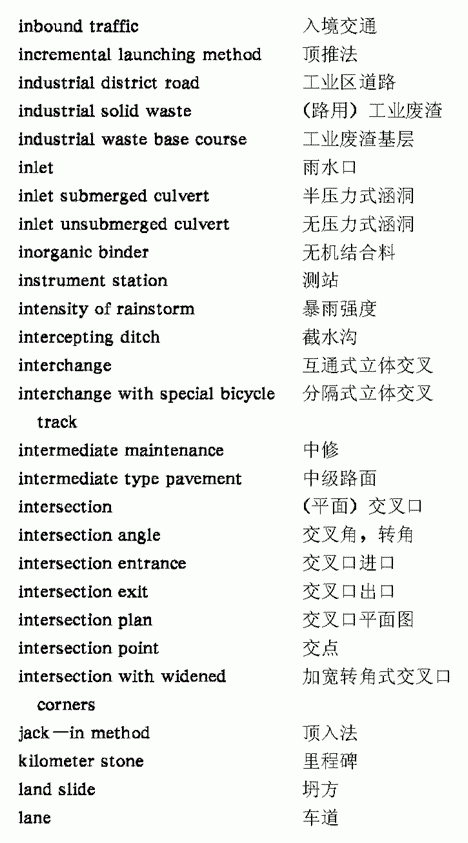 inbound traffic 入境交通
incremental launching method 顶推法
industrial district road 工业区道路
industrial solid waste (路用) 工业废渣
industrial waste base course 工业废渣基层
inlet 雨水口
inlet submerged culvert 半压力式涵洞
inlet unsubmerged culvert 无压力式涵洞
inorganic binder 无机结合料
instrument station 测站
intensity of rainstorm 暴雨强度
intercepting ditch 截水沟
interchange 互通式立体交叉
interchange with special bicycle 分隔式立体交叉
track
intermediate maintenance 中修
intermediate type pavement 中级路面
intersection (平面) 交叉口
intersection angle 交叉角，转角
intersection entrance 交叉口进口
intersection exit 交叉口出口
intersection plan 交叉口平面图
intersection point 交点
intersection with widened 加宽转角式交叉口
corners
jack—in method 顶入法
kilometer stone 里程碑
land slide 坍方
lane 车道